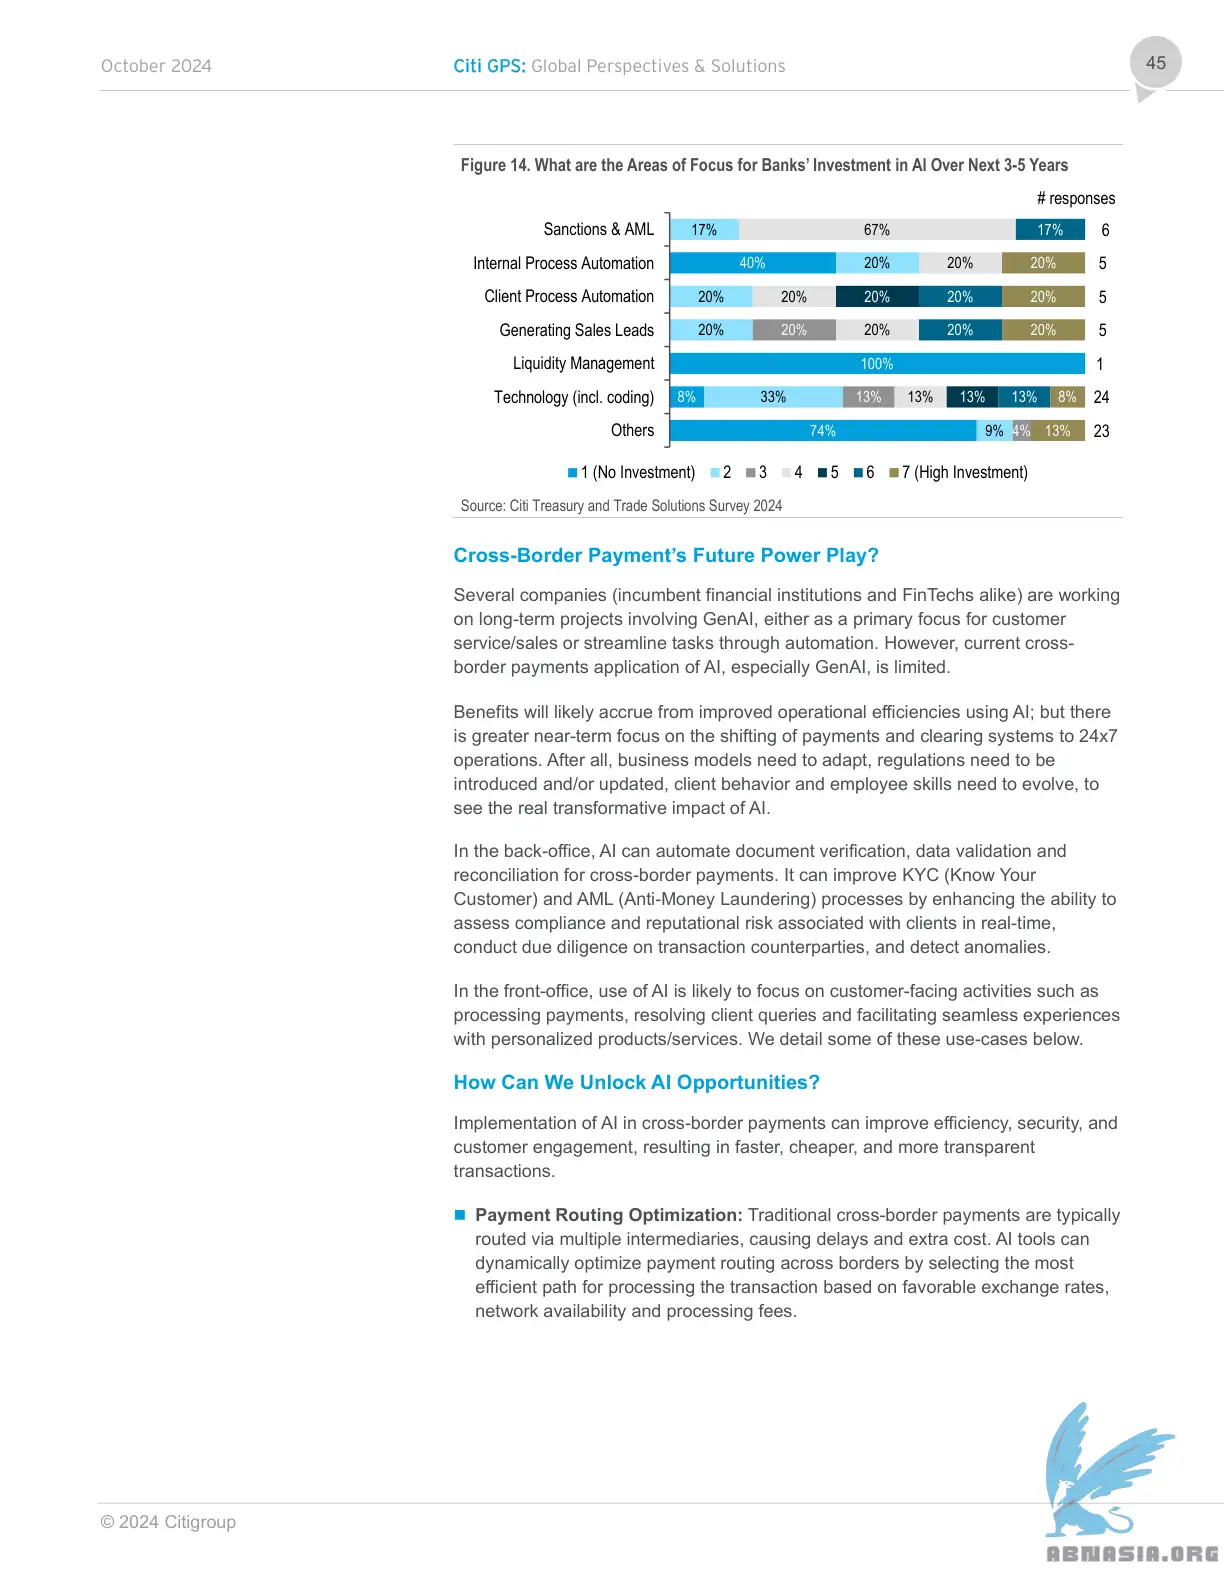 October 2024
Citi GPS: Global Perspectives & Solutions
45
Figure 14. What are the Areas of Focus for Banks' Investment in AI Over Next 3-5 Years
# responses
Sanctions & AML 17% 67% 17% 6
Internal Process Automation 40% 20% 20% 20% 5
Client Process Automation 20% 20% 20% 20% 20% 5
Generating Sales Leads 20% 20% 20% 20% 20% 5
Liquidity Management 100% 1
Technology (incl. coding) 8% 33% 13% 13% 13% 13% 8% 24
Others 74% 9% 4% 13% 23
1 (No Investment) 2 3 4 5 6 7 (High Investment)
Source: Citi Treasury and Trade Solutions Survey 2024
Cross-Border Payment's Future Power Play?
Several companies (incumbent financial institutions and FinTechs alike) are working
on long-term projects involving GenAI, either as a primary focus for customer
service/sales or streamline tasks through automation. However, current cross-
border payments application of AI, especially GenAI, is limited.
Benefits will likely accrue from improved operational efficiencies using AI; but there
is greater near-term focus on the shifting of payments and clearing systems to 24x7
operations. After all, business models need to adapt, regulations need to be
introduced and/or updated, client behavior and employee skills need to evolve, to
see the real transformative impact of AI.
In the back-office, AI can automate document verification, data validation and
reconciliation for cross-border payments. It can improve KYC (Know Your
Customer) and AML (Anti-Money Laundering) processes by enhancing the ability to
assess compliance and reputational risk associated with clients in real-time,
conduct due diligence on transaction counterparties, and detect anomalies.
In the front-office, use of AI is likely to focus on customer-facing activities such as
processing payments, resolving client queries and facilitating seamless experiences
with personalized products/services. We detail some of these use-cases below.
How Can We Unlock AI Opportunities?
Implementation of AI in cross-border payments can improve efficiency, security, and
customer engagement, resulting in faster, cheaper, and more transparent
transactions.
Payment Routing Optimization: Traditional cross-border payments are typically
routed via multiple intermediaries, causing delays and extra cost. AI tools can
dynamically optimize payment routing across borders by selecting the most
efficient path for processing the transaction based on favorable exchange rates,
network availability and processing fees.
© 2024 Citigroup
ABNASIA.ORG